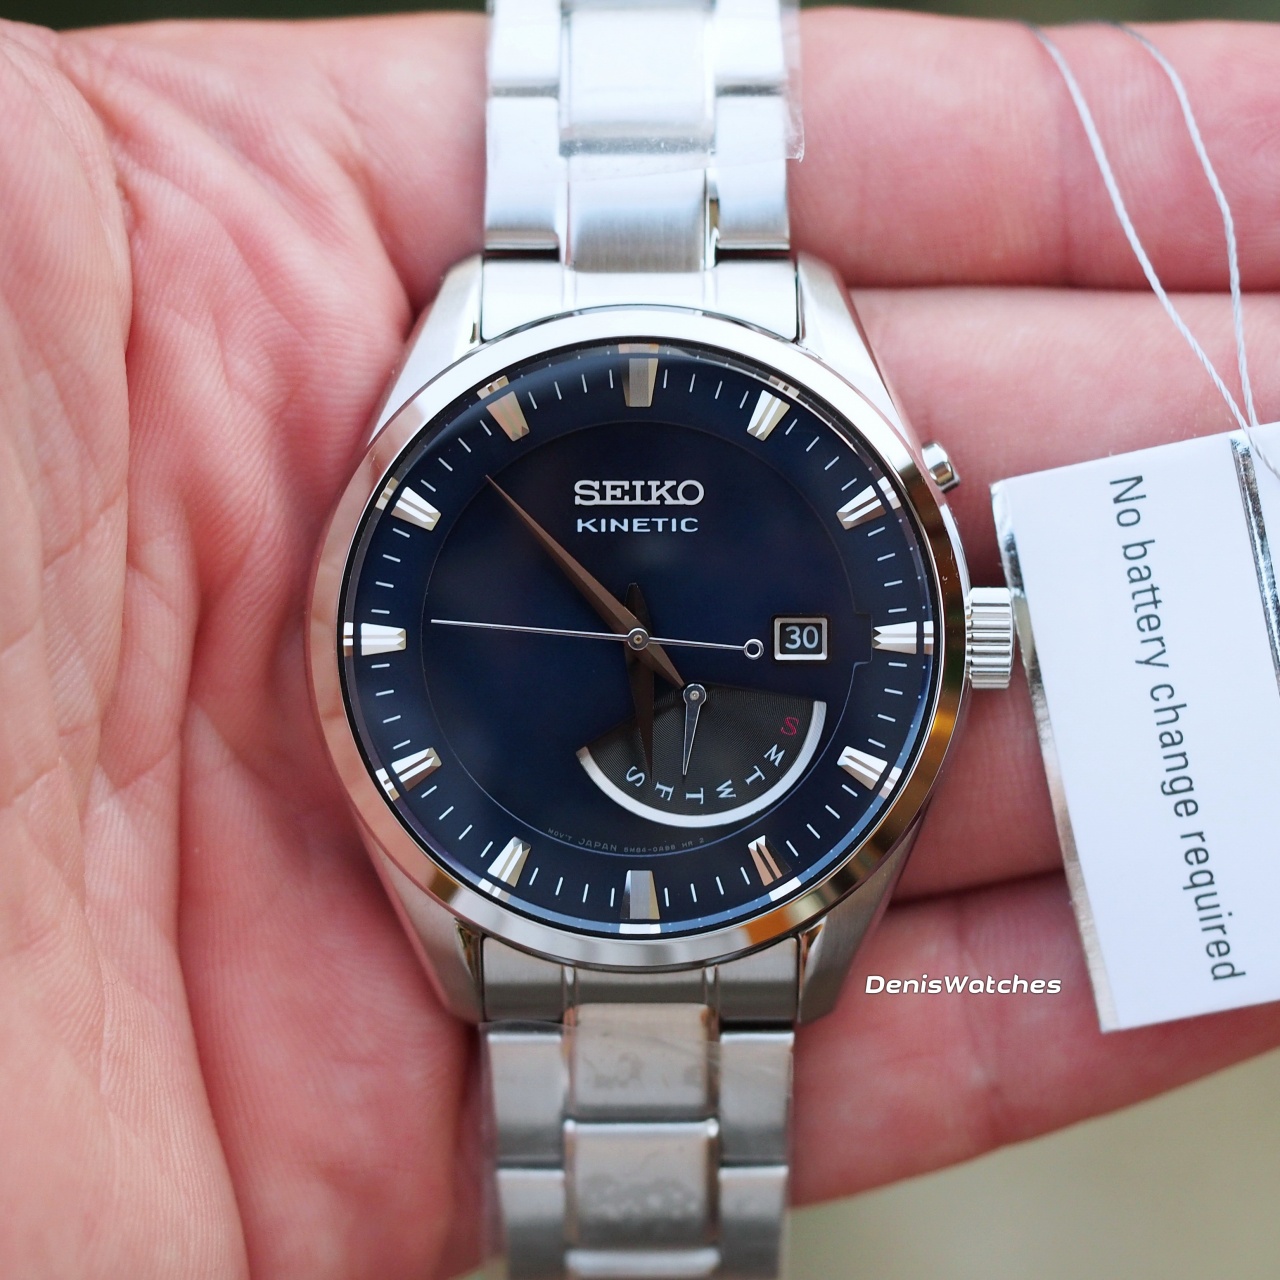 SEIKO
KINETIC
30
S
M
T
W
T
F
S
MOV'T JAPAN
No battery change required
DenisWatches